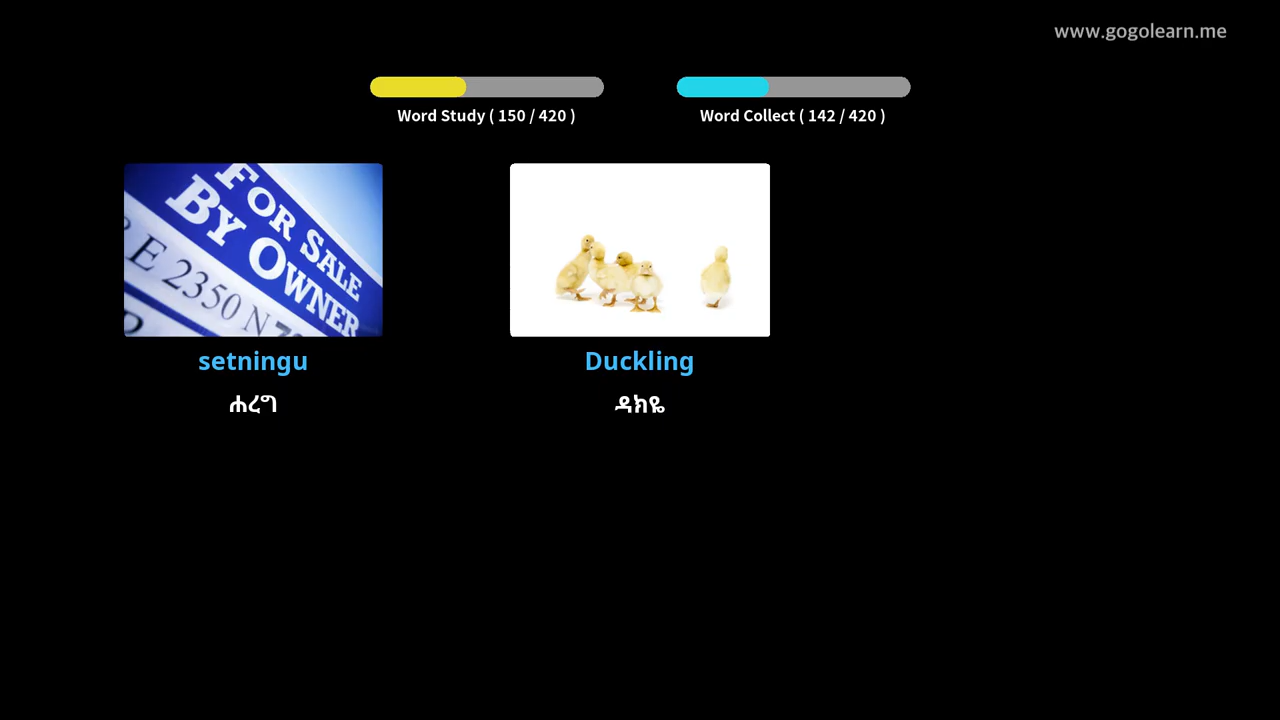 www.gogolearn.me
Word Study ( 150 / 420 )
Word Collect ( 142 / 420 )
FOR SALE
BY OWNER
E 2350 N
setningu
ሐረግ
Duckling
ዳክዬ